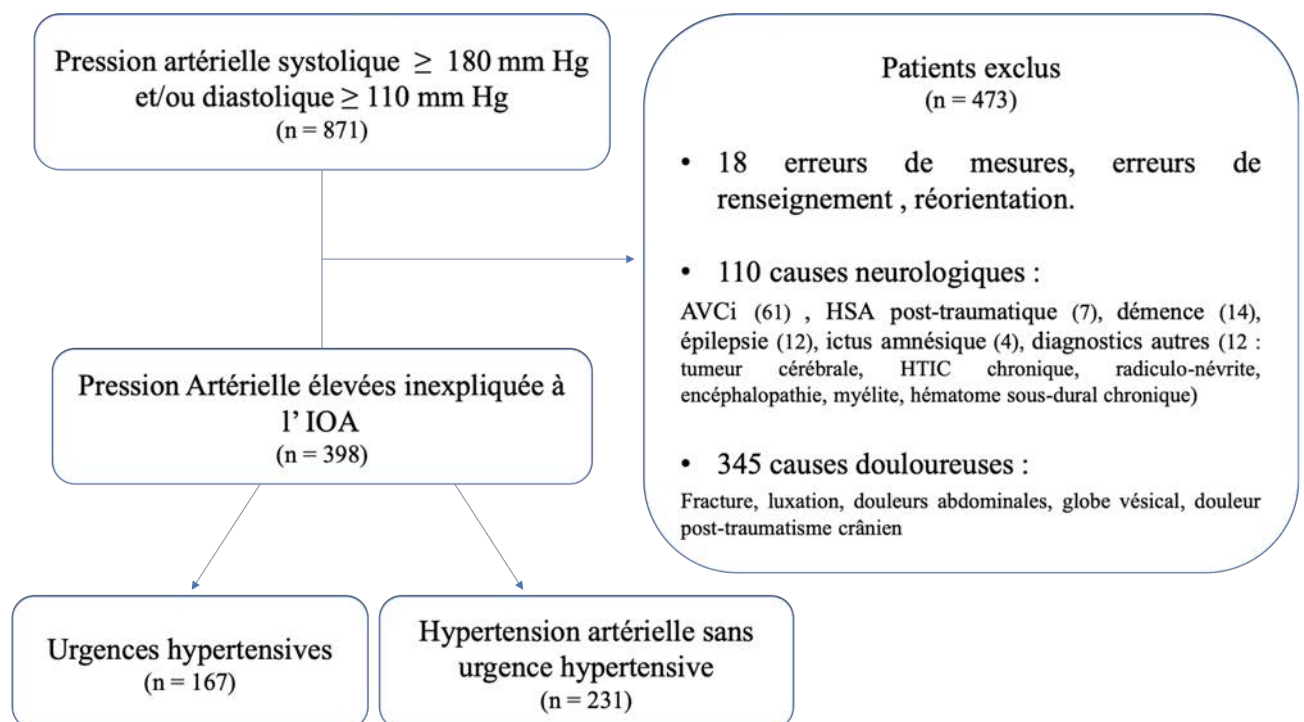 Pression artérielle systolique ≥ 180 mm Hg
et/ou diastolique ≥ 110 mm Hg
(n = 871)
Patients exclus
(n = 473)
• 18 erreurs de mesures, erreurs de
renseignement , réorientation.
• 110 causes neurologiques :
AVCi (61) , HSA post-traumatique (7), démence (14),
épilepsie (12), ictus amnésique (4), diagnostics autres (12 :
tumeur cérébrale, HTIC chronique, radiculo-névrite,
encéphalopathie, myélite, hématome sous-dural chronique)
• 345 causes douloureuses :
Fracture, luxation, douleurs abdominales, globe vésical, douleur
post-traumatisme crânien
Pression Artérielle élevées inexpliquée à
l’ IOA
(n = 398)
Urgences hypertensives
(n = 167)
Hypertension artérielle sans
urgence hypertensive
(n = 231)